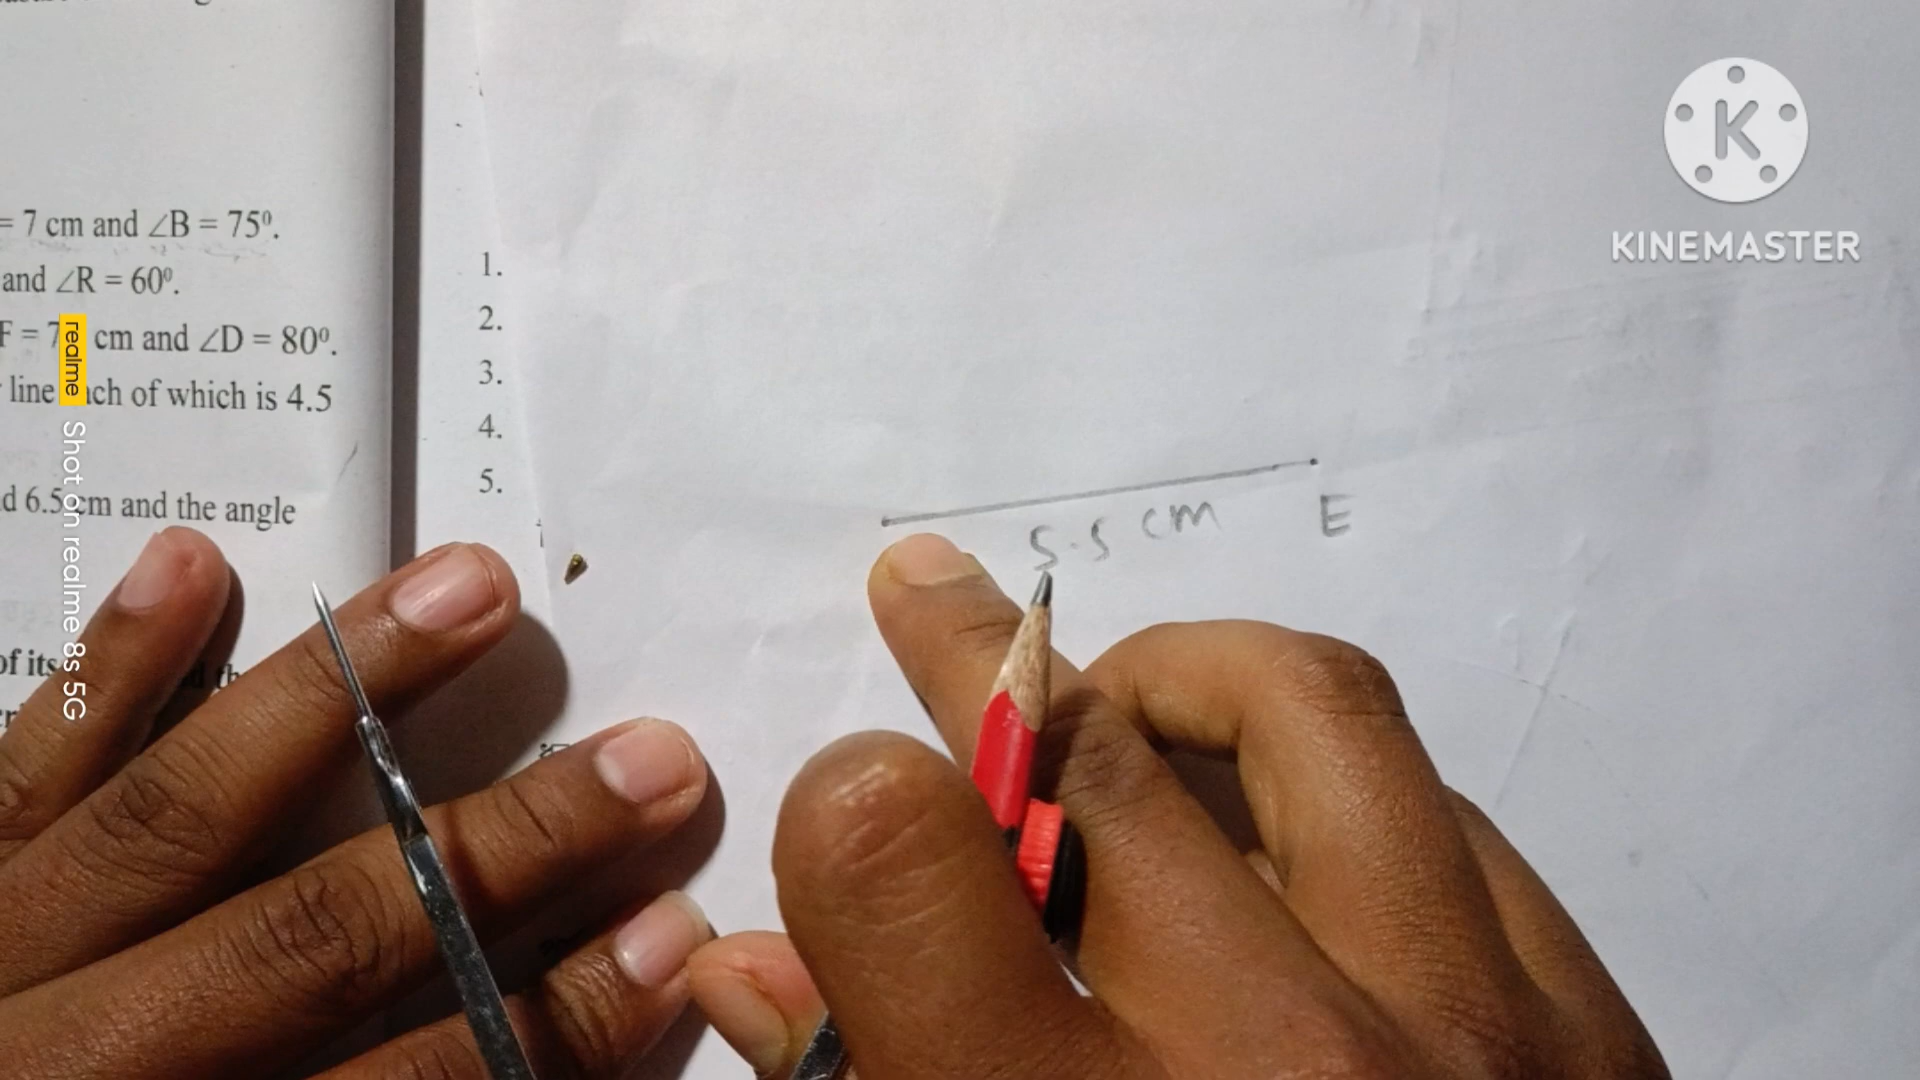 = 7 cm and ∠B = 75⁰.
and ∠R = 60⁰.
F = 7 cm and ∠D = 80⁰.
line ach of which is 4.5
d 6.5 cm and the angle
of its
realme Shot on realme 8s 5G
1.
2.
3.
4.
5.
5.5 cm
E
K
KINEMASTER